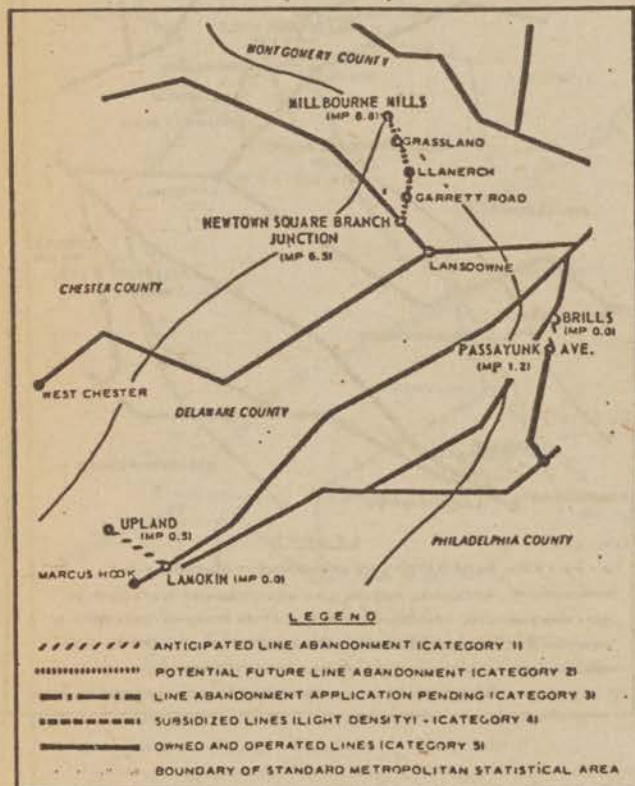 MONTGOMERY COUNTY
MILLBOURNE MILLS
(MP 8.8)
GRASSLAND
LLANERCH
GARRETT ROAD
NEWTOWN SQUARE BRANCH
JUNCTION
(MP 6.5)
LANSDOWNE
CHESTER COUNTY
BRILLS
(MP 0.0)
PASSAYUNK AVE.
(MP 1.2)
WEST CHESTER
DELAWARE COUNTY
UPLAND
(MP 0.5)
PHILADELPHIA COUNTY
MARCUS HOOK
LAMOKIN (MP 0.0)
LEGEND
ANTICIPATED LINE ABANDONMENT (CATEGORY 1)
POTENTIAL FUTURE LINE ABANDONMENT (CATEGORY 2)
LINE ABANDONMENT APPLICATION PENDING (CATEGORY 3)
SUBSIDIZED LINES (LIGHT DENSITY) - (CATEGORY 4)
OWNED AND OPERATED LINES (CATEGORY 5)
BOUNDARY OF STANDARD METROPOLITAN STATISTICAL AREA